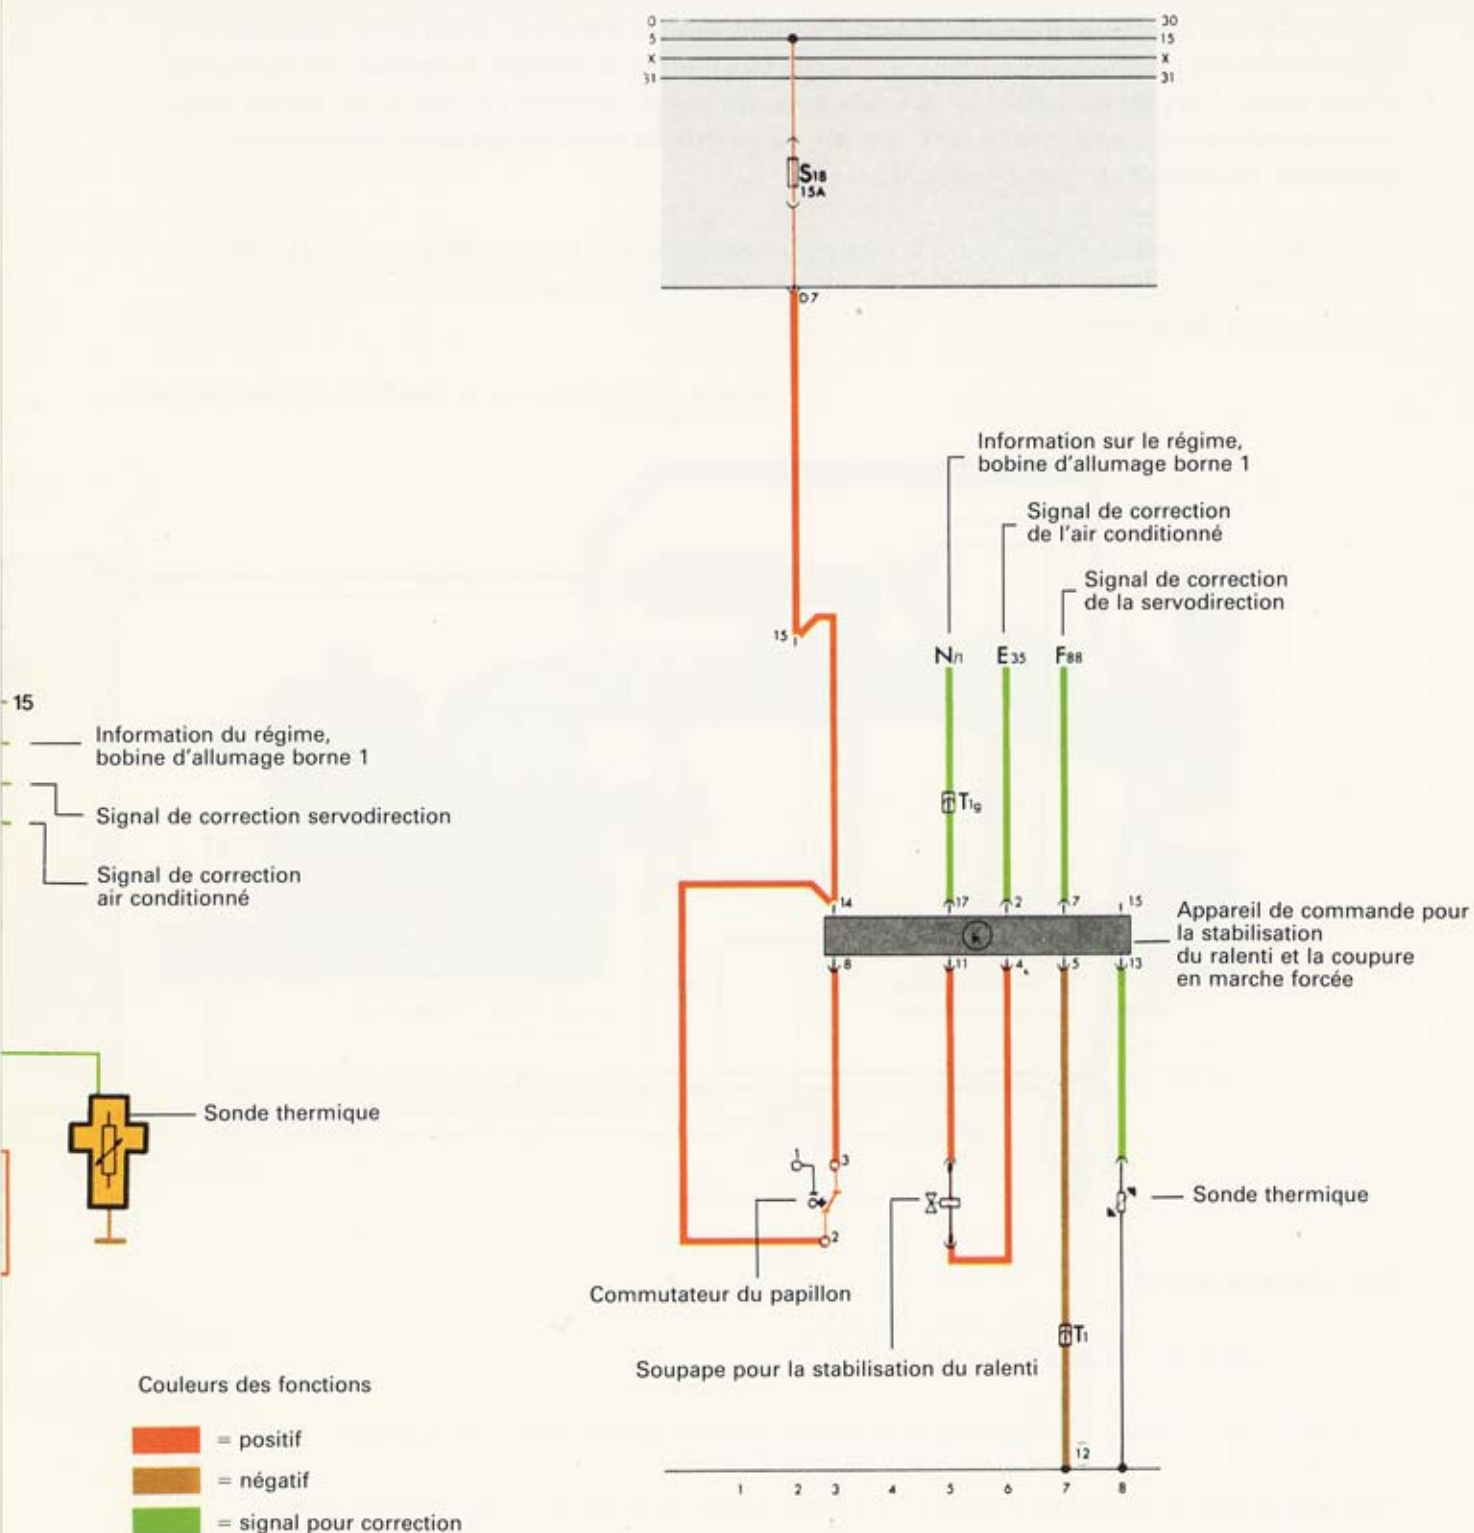 0 30
5 15
X X
31 31
S18
15A
D7
Information sur le régime,
bobine d'allumage borne 1
Signal de correction
de l'air conditionné
Signal de correction
de la servodirection
15
N/1 E35 F88
15
Information du régime,
bobine d'allumage borne 1
Signal de correction servodirection
Signal de correction
air conditionné
T1g
14 17 2 7 15
K
8 11 4 5 13
Appareil de commande pour
la stabilisation
du ralenti et la coupure
en marche forcée
Sonde thermique
1 3
2
Sonde thermique
Commutateur du papillon
T1
Soupape pour la stabilisation du ralenti
Couleurs des fonctions
= positif
= négatif
= signal pour correction
12
1 2 3 4 5 6 7 8